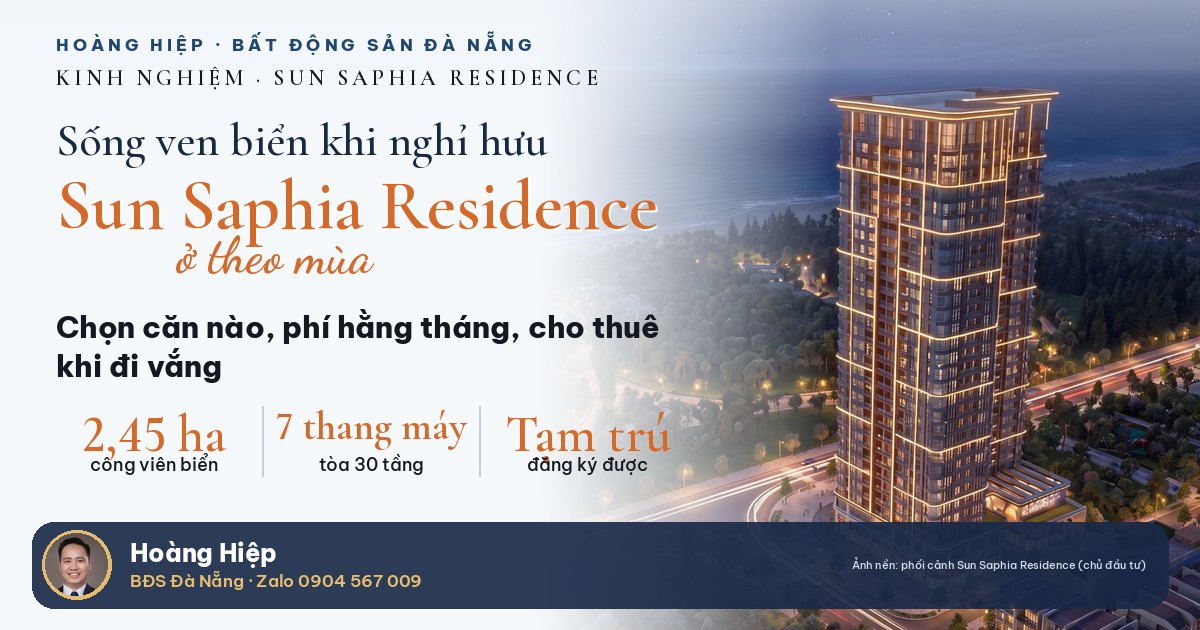 HOÀNG HIỆP · BẤT ĐỘNG SẢN ĐÀ NẴNG
KINH NGHIỆM · SUN SAPHIA RESIDENCE
Sống ven biển khi nghỉ hưu
Sun Saphia Residence
ở theo mùa
Chọn căn nào, phí hằng tháng, cho thuê
khi đi vắng
2,45 ha
công viên biển
7 thang máy
tòa 30 tầng
Tạm trú
đăng ký được
Hoàng Hiệp
BĐS Đà Nẵng · Zalo 0904 567 009
Ảnh nền: phối cảnh Sun Saphia Residence (chủ đầu tư)